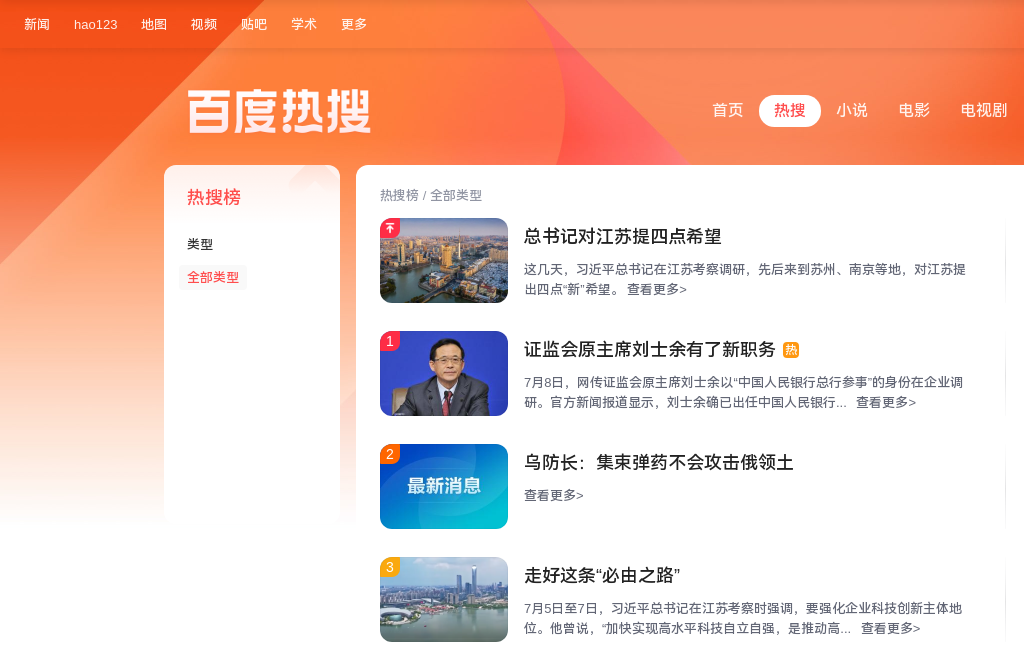 新闻 hao123 地图 视频 贴吧 学术 更多
百度热搜
首页 热搜 小说 电影 电视剧
热搜榜
类型
全部类型
热搜榜 / 全部类型
总书记对江苏提四点希望
这几天，习近平总书记在江苏考察调研，先后来到苏州、南京等地，对江苏提
出四点“新”希望。 查看更多>
1
证监会原主席刘士余有了新职务 热
7月8日，网传证监会原主席刘士余以“中国人民银行总行参事”的身份在企业调
研。官方新闻报道显示，刘士余确已出任中国人民银行... 查看更多>
2
最新消息
乌防长：集束弹药不会攻击俄领土
查看更多>
3
走好这条“必由之路”
7月5日至7日，习近平总书记在江苏考察时强调，要强化企业科技创新主体地
位。他曾说，“加快实现高水平科技自立自强，是推动高... 查看更多>